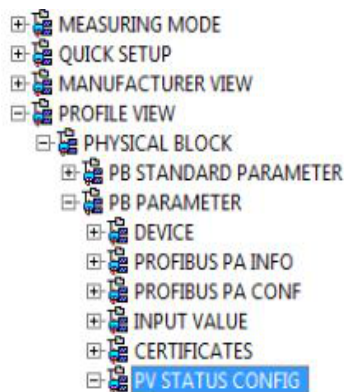 MEASURING MODE
QUICK SETUP
MANUFACTURER VIEW
PROFILE VIEW
PHYSICAL BLOCK
PB STANDARD PARAMETER
PB PARAMETER
DEVICE
PROFIBUS PA INFO
PROFIBUS PA CONF
INPUT VALUE
CERTIFICATES
PV STATUS CONFIG